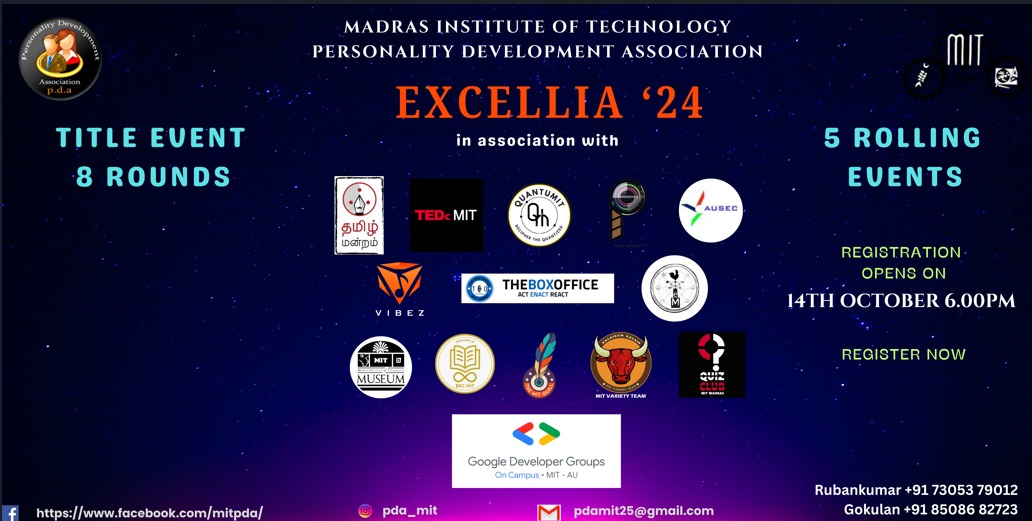 Personality Development
Association
p.d.a
MADRAS INSTITUTE OF TECHNOLOGY
PERSONALITY DEVELOPMENT ASSOCIATION
MIT
EXCELLIA ‘24
in association with
TITLE EVENT
8 ROUNDS
5 ROLLING
EVENTS
தமிழ்
மன்றம்
TEDc MIT
QUANTUMIT
DECIPHER THE QUANTIZED
AUSEC
VIBEZ
THEBOXOFFICE
ACT ENACT REACT
REGISTRATION
OPENS ON
14TH OCTOBER 6.00PM
REGISTER NOW
MIT
MUSEUM
MIT VARIETY TEAM
QUIZ
CLUB
MIT MADRAS
Google Developer Groups
On Campus • MIT - AU
Rubankumar +91 73053 79012
Gokulan +91 85086 82723
https://www.facebook.com/mitpda/
pda_mit
pdamit25@gmail.com